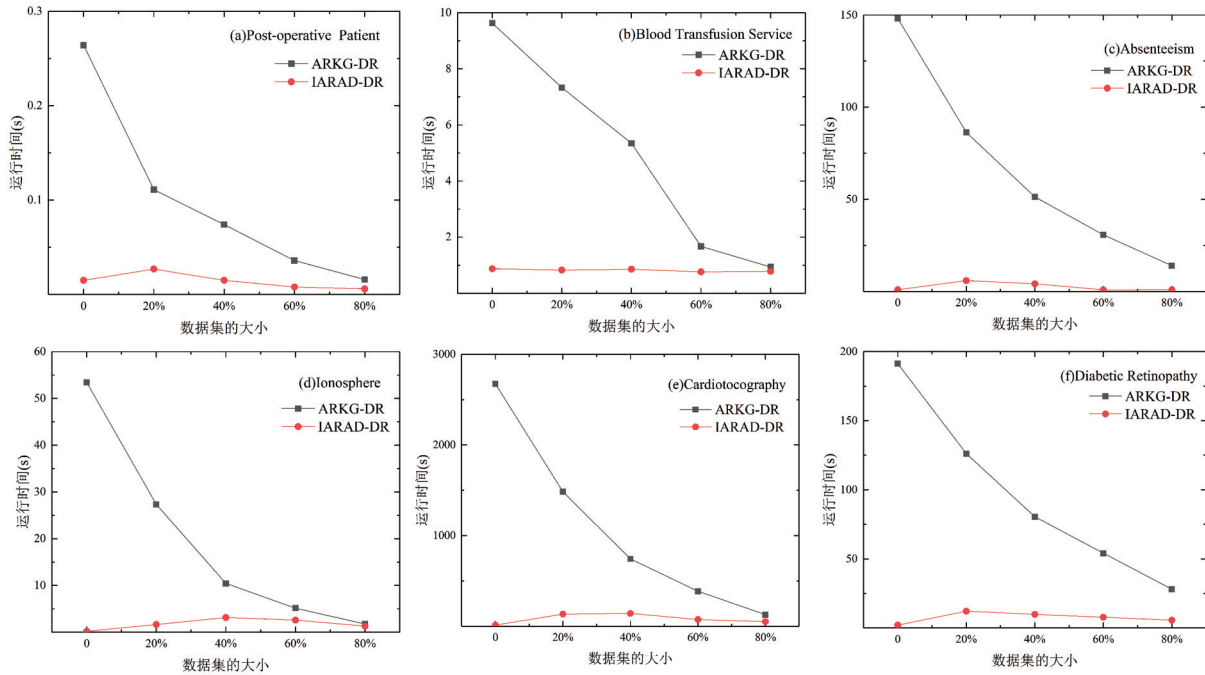 (a)Post-operative Patient
ARKG-DR
IARAD-DR
运行时间(s)
0.3
0.2
0.1
0
20%
40%
60%
80%
数据集的大小
(b)Blood Transfusion Service
ARKG-DR
IARAD-DR
运行时间(s)
10
8
6
4
2
0
0
20%
40%
60%
80%
数据集的大小
(c)Absenteeism
ARKG-DR
IARAD-DR
运行时间(s)
150
100
50
0
20%
40%
60%
80%
数据集的大小
(d)Ionosphere
ARKG-DR
IARAD-DR
运行时间(s)
60
50
40
30
20
10
0
0
20%
40%
60%
80%
数据集的大小
(e)Cardiotocography
ARKG-DR
IARAD-DR
运行时间(s)
3000
2000
1000
0
0
20%
40%
60%
80%
数据集的大小
(f)Diabetic Retinopathy
ARKG-DR
IARAD-DR
运行时间(s)
200
150
100
50
0
20%
40%
60%
80%
数据集的大小